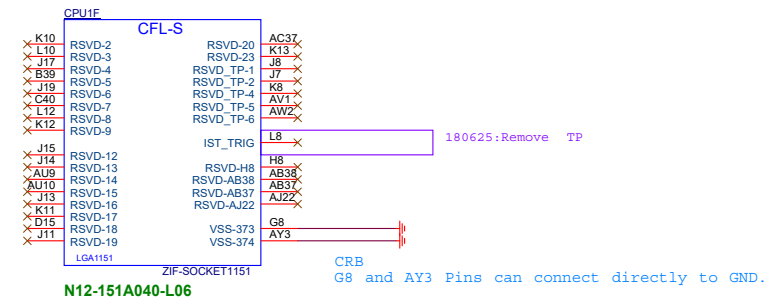 CPU1F
CFL-S
K10 RSVD-2 RSVD-20 AC37
L10 RSVD-3 RSVD-23 K13
J17 RSVD-4 RSVD_TP-1 J8
B39 RSVD-5 RSVD_TP-2 J7
J19 RSVD-6 RSVD_TP-4 K8
C40 RSVD-7 RSVD_TP-5 AV1
L12 RSVD-8 RSVD_TP-6 AW2
K12 RSVD-9
IST_TRIG L8 180625:Remove TP
J15 RSVD-12
J14 RSVD-13 RSVD-H8 H8
AU9 RSVD-14 RSVD-AB38 AB38
AU10 RSVD-15 RSVD-AB37 AB37
J13 RSVD-16 RSVD-AJ22 AJ22
K11 RSVD-17
D15 RSVD-18 VSS-373 G8
J11 RSVD-19 VSS-374 AY3
LGA1151
ZIF-SOCKET1151
CRB
G8 and AY3 Pins can connect directly to GND.
N12-151A040-L06